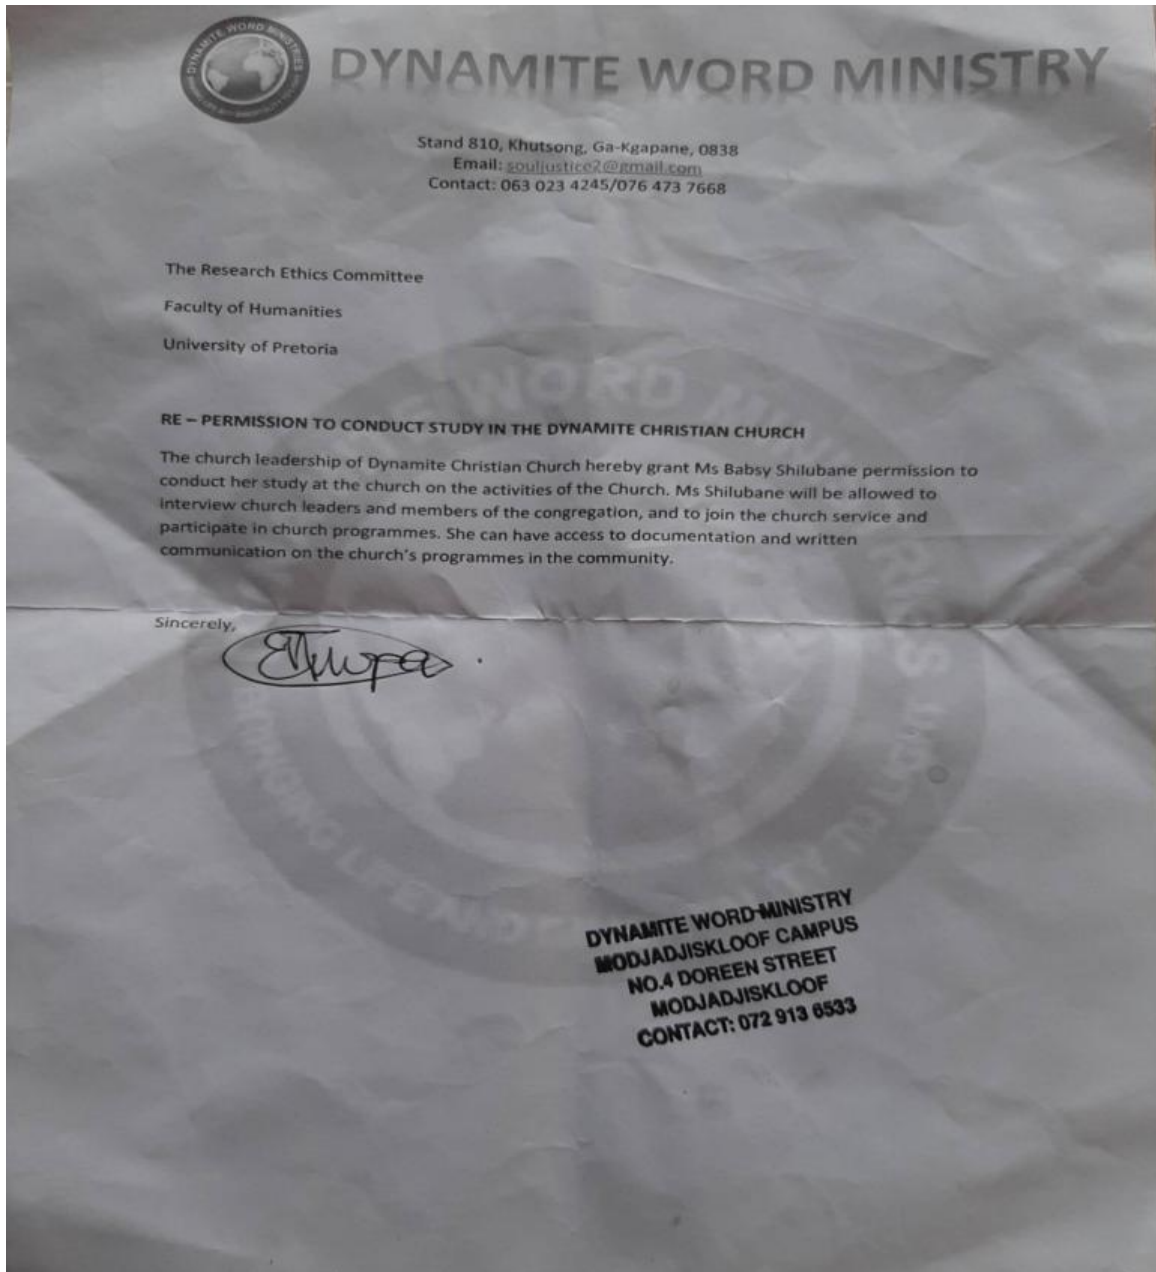 DYNAMITE WORD MINISTRIES
DYNAMITE WORD MINISTRY
Stand 810, Khutsong, Ga-Kgapane, 0838
Email: souljustice2@gmail.com
Contact: 063 023 4245/076 473 7668
The Research Ethics Committee
Faculty of Humanities
University of Pretoria
RE – PERMISSION TO CONDUCT STUDY IN THE DYNAMITE CHRISTIAN CHURCH
The church leadership of Dynamite Christian Church hereby grant Ms Babsy Shilubane permission to
conduct her study at the church on the activities of the Church. Ms Shilubane will be allowed to
interview church leaders and members of the congregation, and to join the church service and
participate in church programmes. She can have access to documentation and written
communication on the church's programmes in the community.
Sincerely,
DYNAMITE WORD MINISTRY
MODJADJISKLOOF CAMPUS
NO.4 DOREEN STREET
MODJADJISKLOOF
CONTACT: 072 913 6533